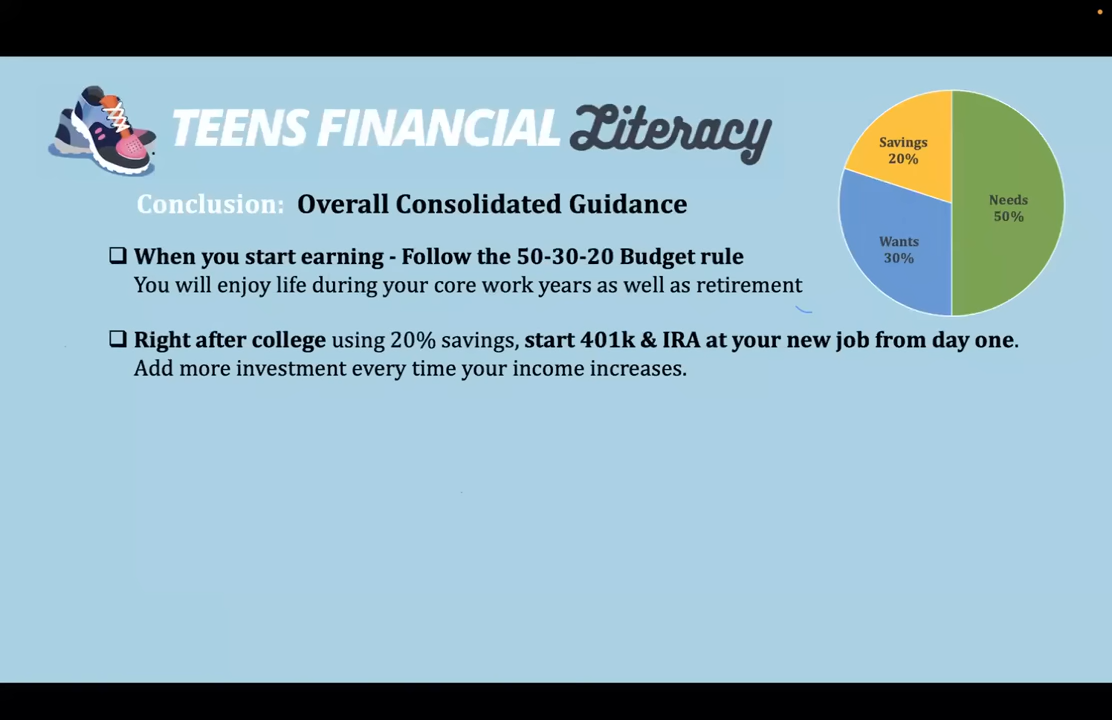 TEENS FINANCIAL Literacy
Savings
20%
Needs
50%
Wants
30%
Conclusion: Overall Consolidated Guidance
When you start earning - Follow the 50-30-20 Budget rule
You will enjoy life during your core work years as well as retirement
Right after college using 20% savings, start 401k & IRA at your new job from day one.
Add more investment every time your income increases.